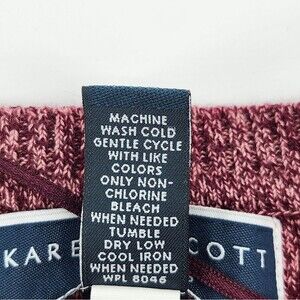 MACHINE
WASH COLD
GENTLE CYCLE
WITH LIKE
COLORS
ONLY NON-
CHLORINE
BLEACH
WHEN NEEDED
TUMBLE
DRY LOW
COOL IRON
WHEN NEEDED
WPL 8046
KARE COTT